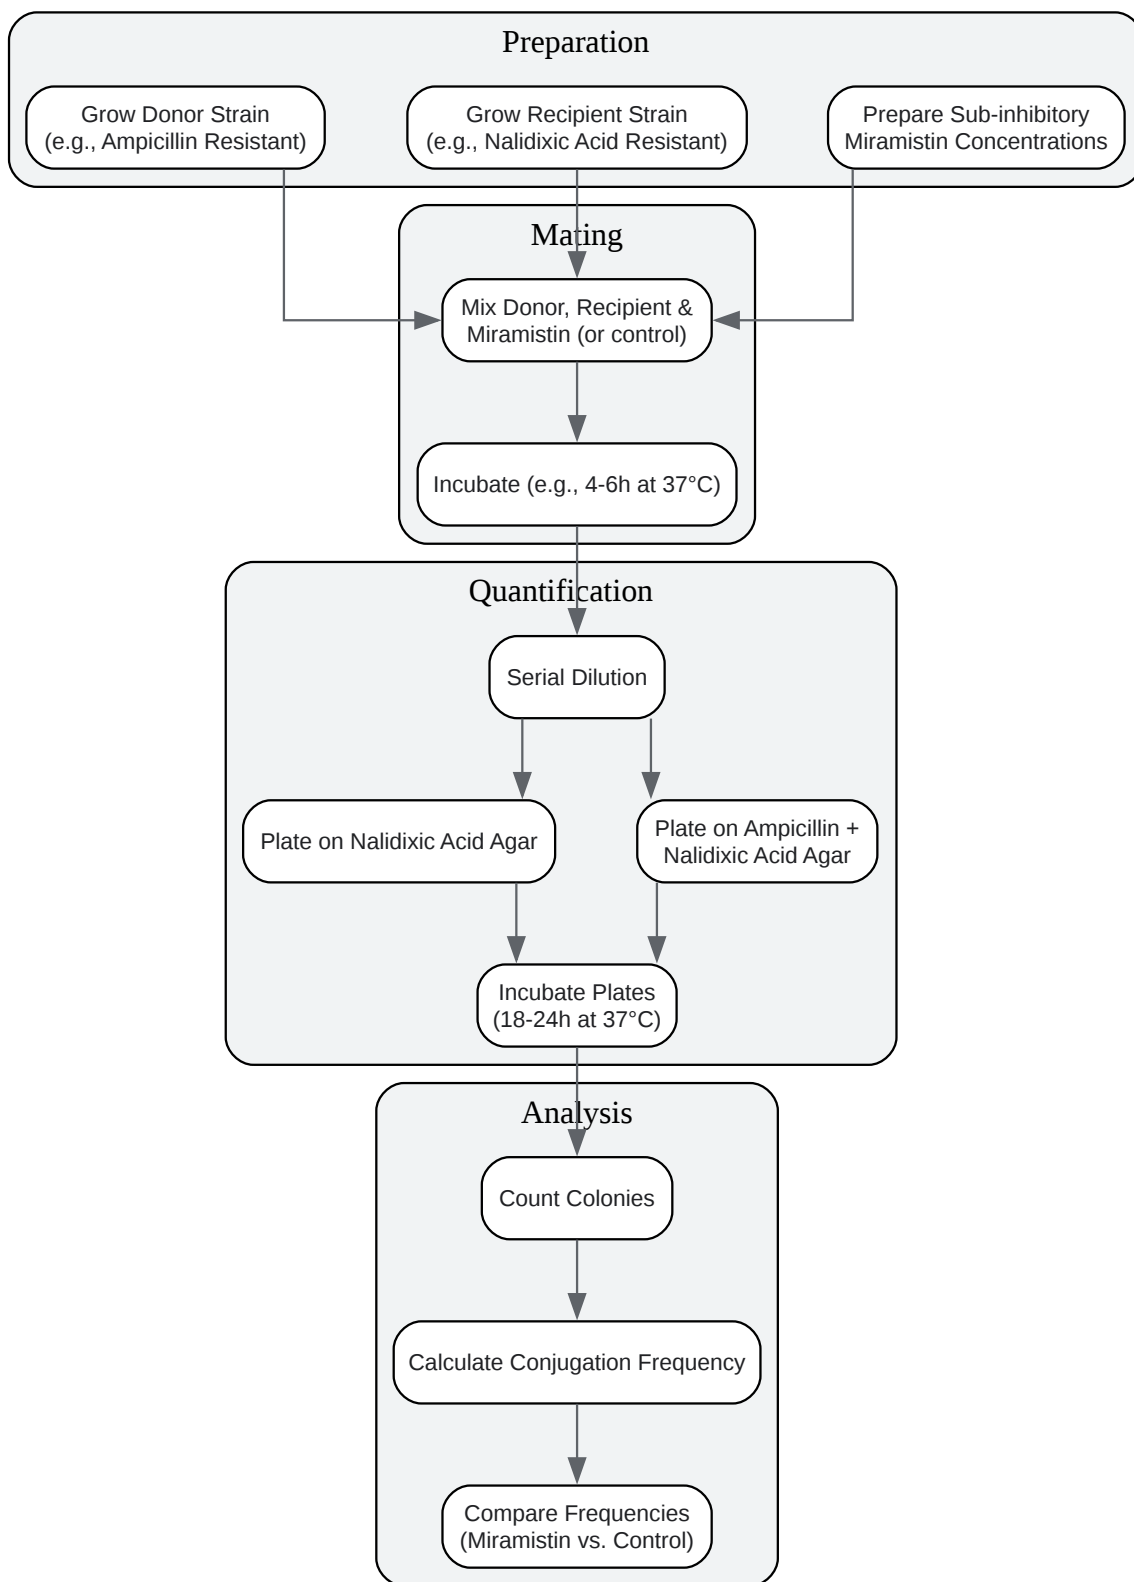 Preparation
Grow Donor Strain
(e.g., Ampicillin Resistant)
Grow Recipient Strain
(e.g., Nalidixic Acid Resistant)
Prepare Sub-inhibitory
Miramistin Concentrations
Mating
Mix Donor, Recipient &
Miramistin (or control)
Incubate (e.g., 4-6h at 37°C)
Quantification
Serial Dilution
Plate on Nalidixic Acid Agar
Plate on Ampicillin +
Nalidixic Acid Agar
Incubate Plates
(18-24h at 37°C)
Analysis
Count Colonies
Calculate Conjugation Frequency
Compare Frequencies
(Miramistin vs. Control)